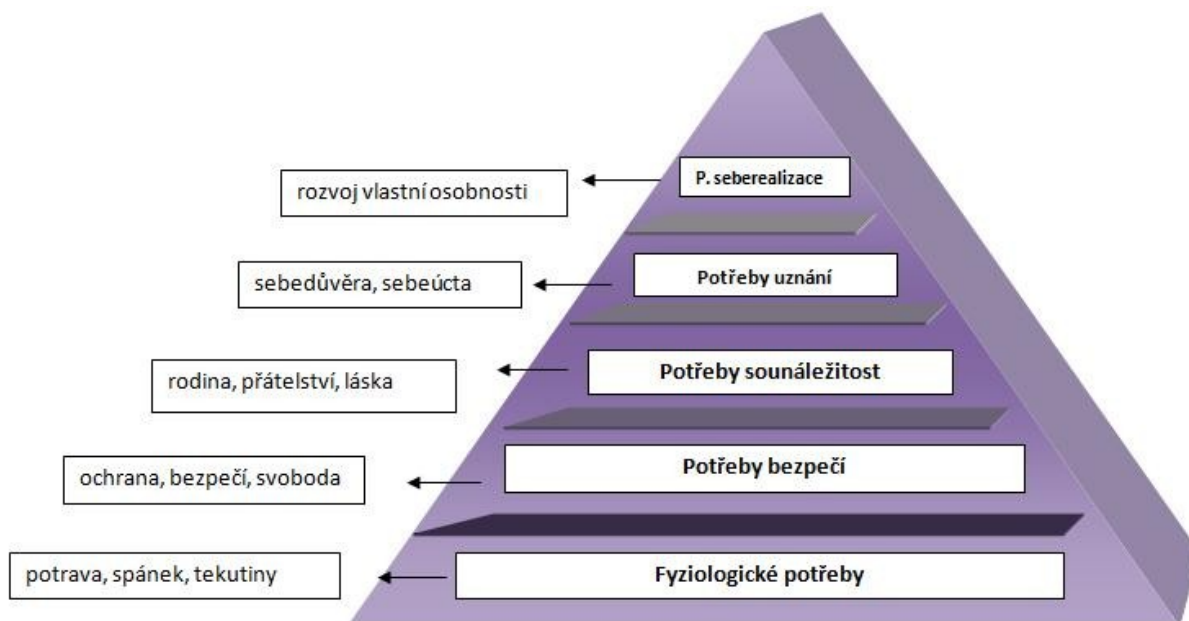 P. seberealizace
rozvoj vlastní osobnosti
Potřeby uznání
sebedůvěra, sebeúcta
Potřeby sounáležitost
rodina, přátelství, láska
Potřeby bezpečí
ochrana, bezpečí, svoboda
Fyziologické potřeby
potrava, spánek, tekutiny